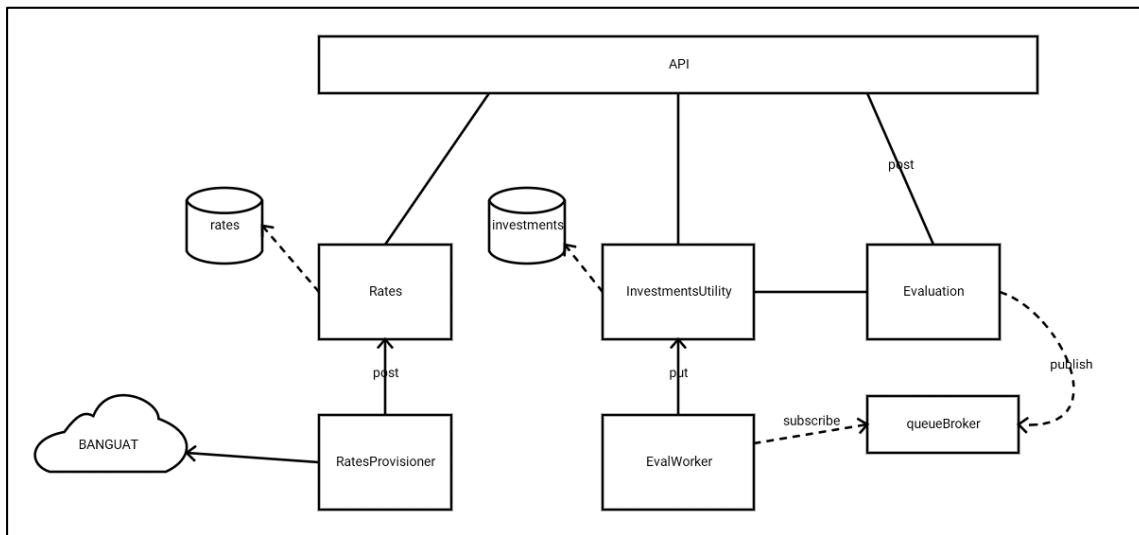 API
post
rates
investments
Rates
InvestmentsUtility
Evaluation
post
put
publish
BANGUAT
RatesProvisioner
EvalWorker
subscribe
queueBroker